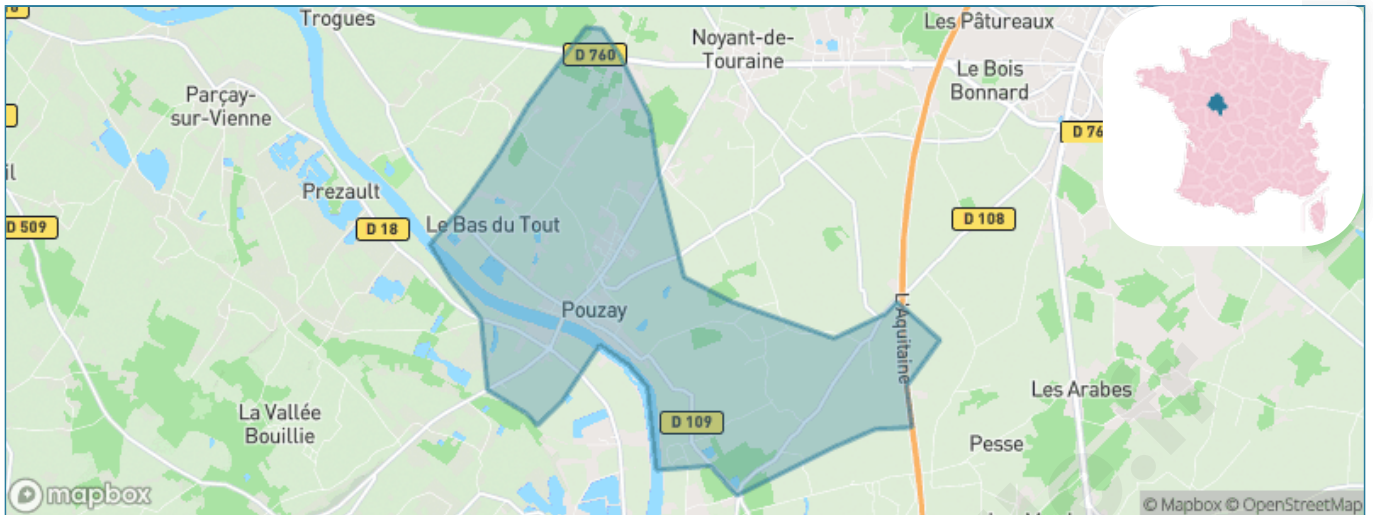 Trogues
D 760
Noyant-de-
Touraine
Les Pâtureaux
Le Bois
Bonnard
Parçay-
sur-Vienne
D 76
il
Prezault
D 509
D 18
Le Bas du Tout
D 108
Pouzay
L'Aquitaine
Les Arabes
La Vallée
Bouillie
D 109
Pesse
mapbox
© Mapbox © OpenStreetMap